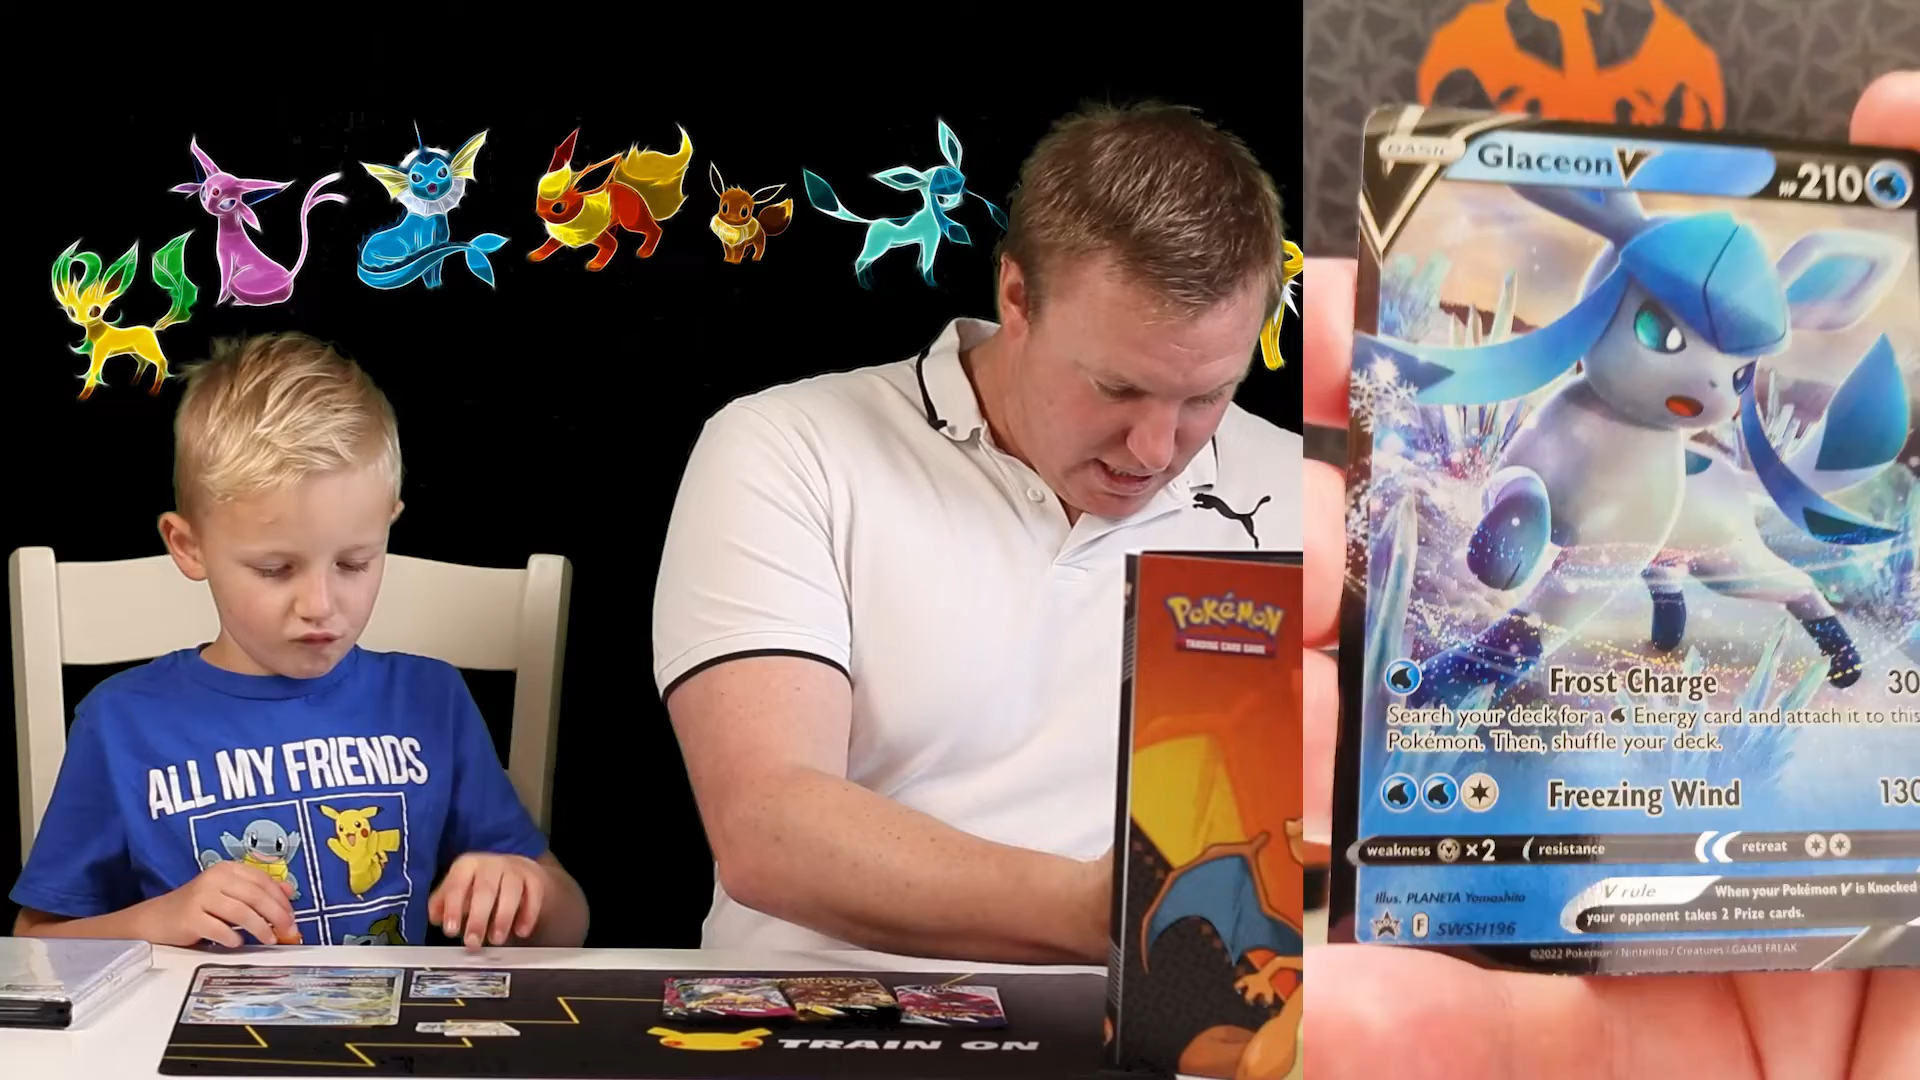 ALL MY FRIENDS
POKéMON
TRADING CARD GAME
TRAIN ON
BASIC
Glaceon V
HP 210
Frost Charge 30
Search your deck for a Energy card and attach it to this
Pokémon. Then, shuffle your deck.
Freezing Wind 130
weakness ×2 resistance retreat
Illus. PLANETA Yamashita
V rule When your Pokémon V is Knocked
your opponent takes 2 Prize cards.
F SWSH196
©2022 Pokémon / Nintendo / Creatures / GAME FREAK